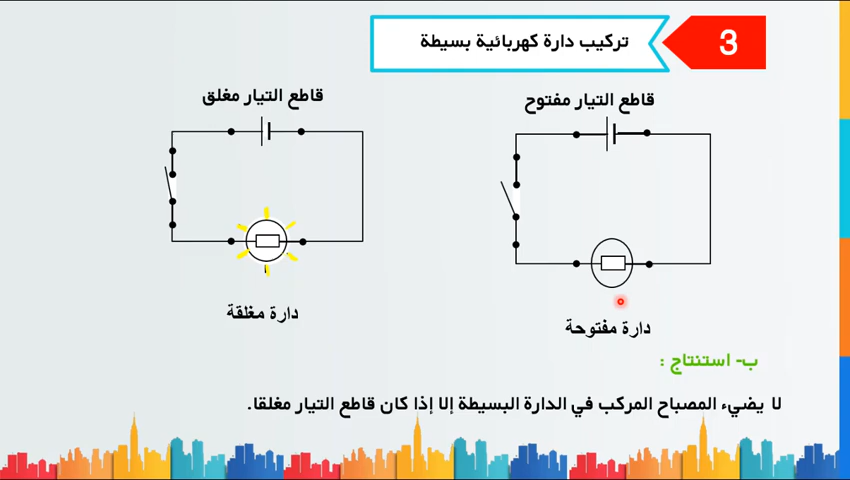 3
تركيب دارة كهربائية بسيطة
قاطع التيار مفتوح
قاطع التيار مغلق
دارة مفتوحة
دارة مغلقة
ب- استنتاج :
لا يضيء المصباح المركب في الدارة البسيطة إلا إذا كان قاطع التيار مغلقا.